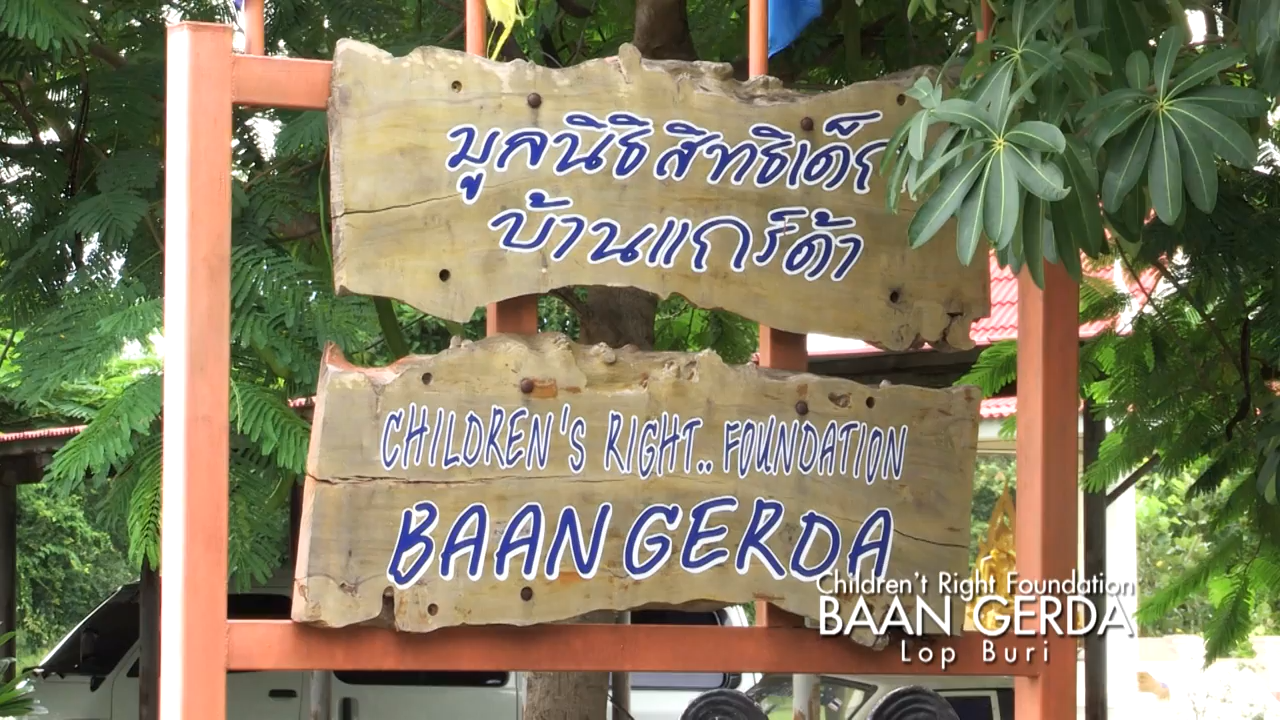 มูลนิธิสิทธิเด็ก
บ้านแกร์ด้า
CHILDREN'S RIGHT.. FOUNDATION
BAAN GERDA
Children't Right Foundation
BAAN GERDA
Lop Buri